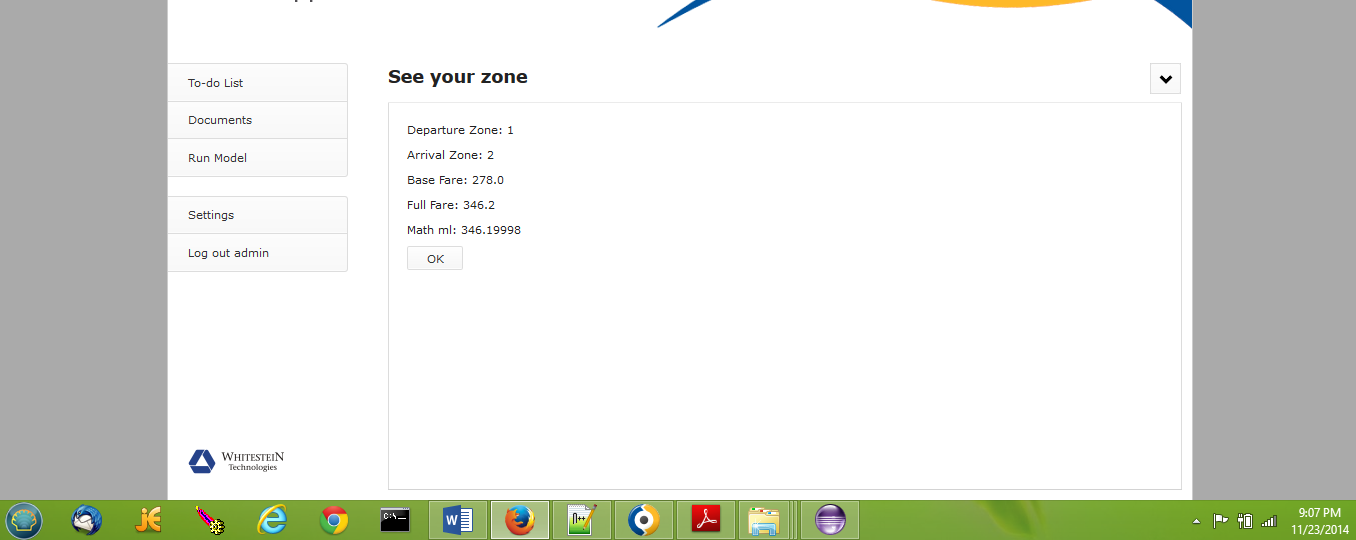 See your zone
To-do List
Documents
Run Model
Settings
Log out admin
Departure Zone: 1
Arrival Zone: 2
Base Fare: 278.0
Full Fare: 346.2
Math ml: 346.19998
OK
WHITESTEIN
Technologies
9:07 PM
11/23/2014